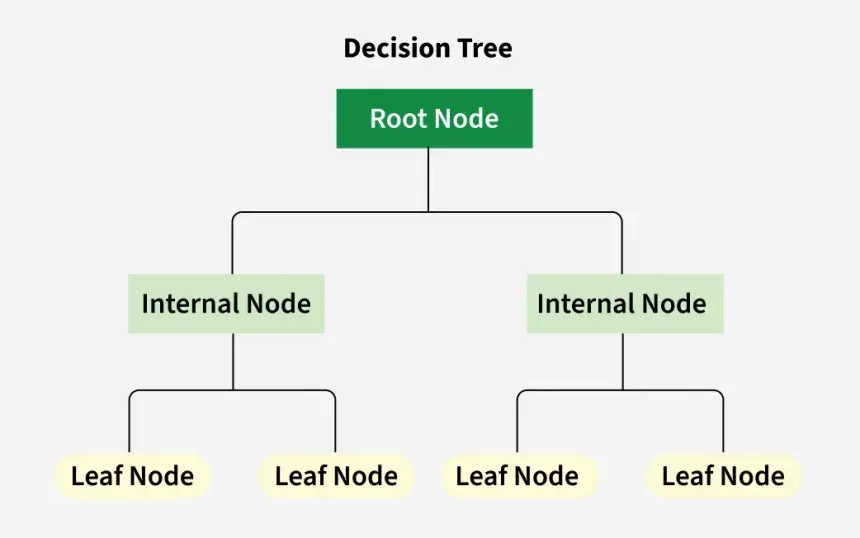 Decision Tree
Root Node
Internal Node
Internal Node
Leaf Node
Leaf Node
Leaf Node
Leaf Node